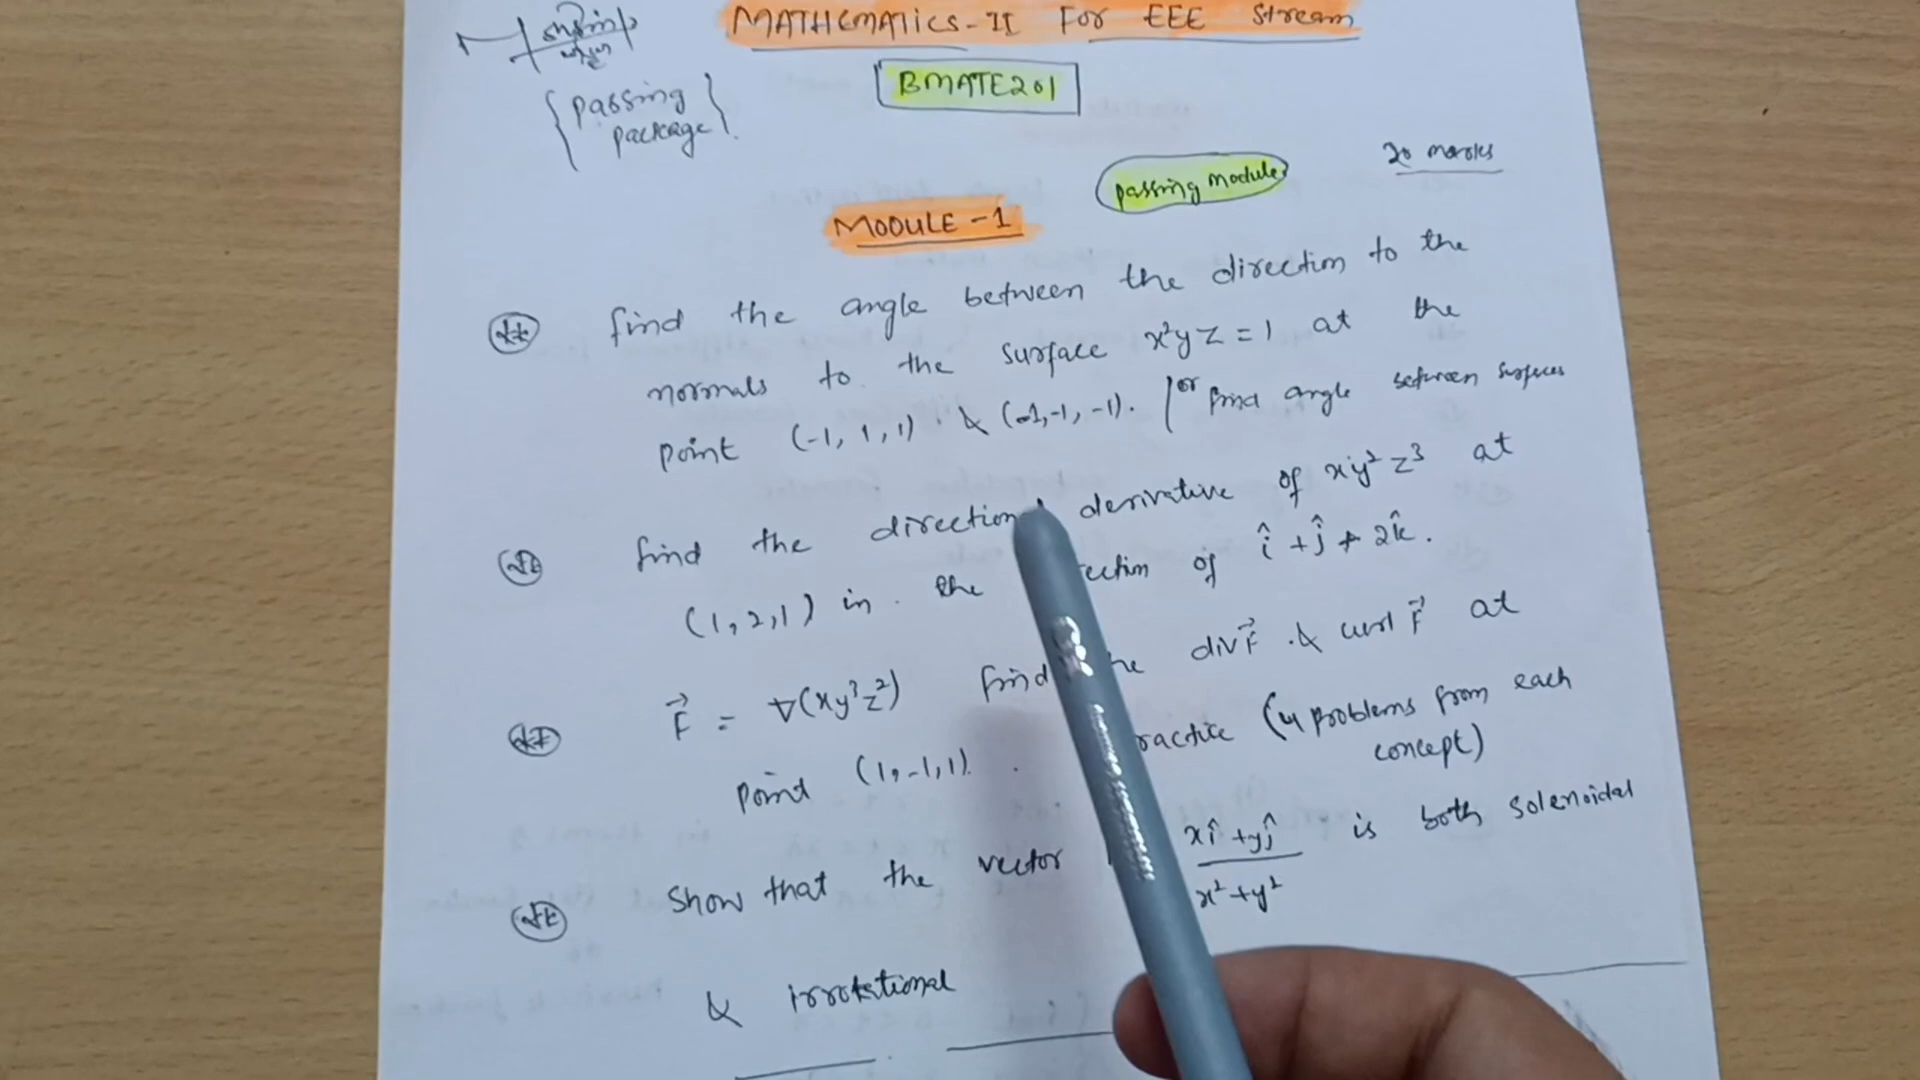 MATHEMATICS-II FOR EEE Stream
BMATE201
{Passing
package}
passing module
20 marks
MODULE-1
find the angle between the direction to the
normals to the surface x²yz=1 at the
point (-1, 1, 1) & (-1,-1,-1). / or find angle between surfaces
find the direction derivative of xy²z³ at
(1,2,1) in the ection of î+ĵ+2k̂.
F⃗ = ∇(xy³z²) find he div F⃗ & curl F⃗ at
point (1,-1,1). ractice (4 problems from each
concept)
Show that the vector xî+yĵ / x²+y² is both Solenoidal
& irrotational